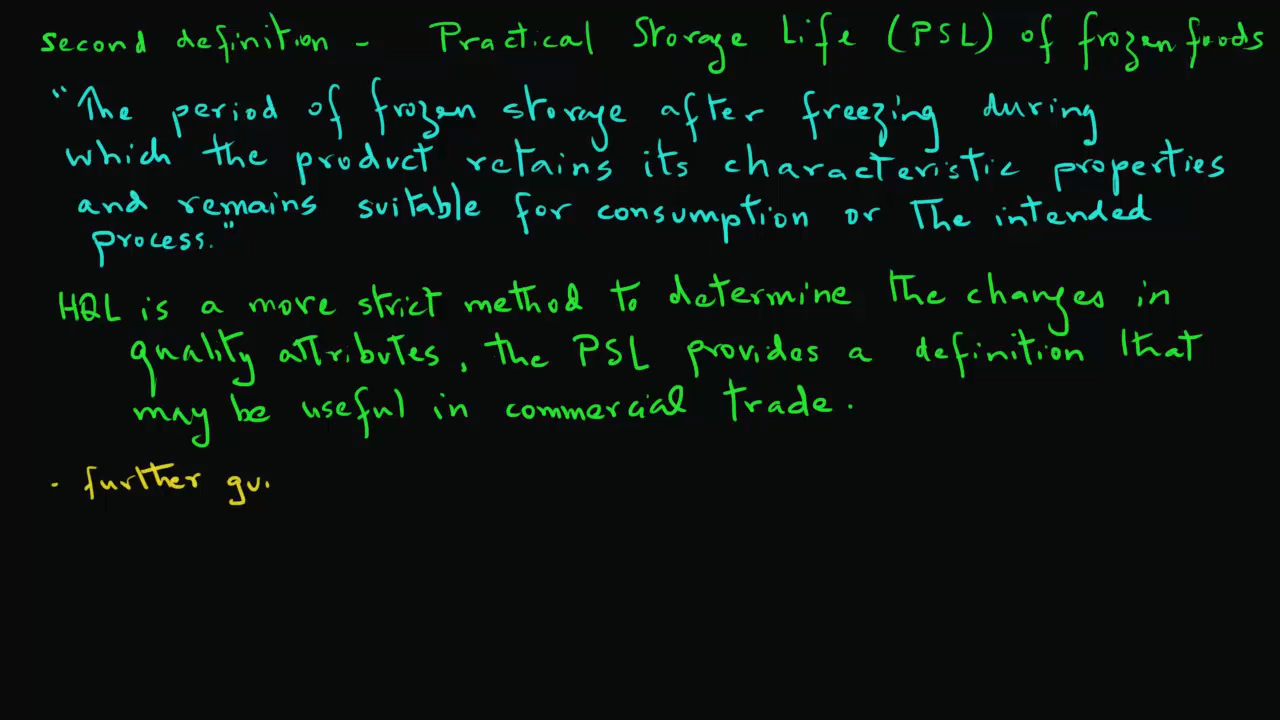 second definition - Practical Storage Life (PSL) of frozen foods
"The period of frozen storage after freezing during
which the product retains its characteristic properties
and remains suitable for consumption or The intended
process."
HQL is a more strict method to determine the changes in
quality attributes, the PSL provides a definition that
may be useful in commercial trade.
- further gu